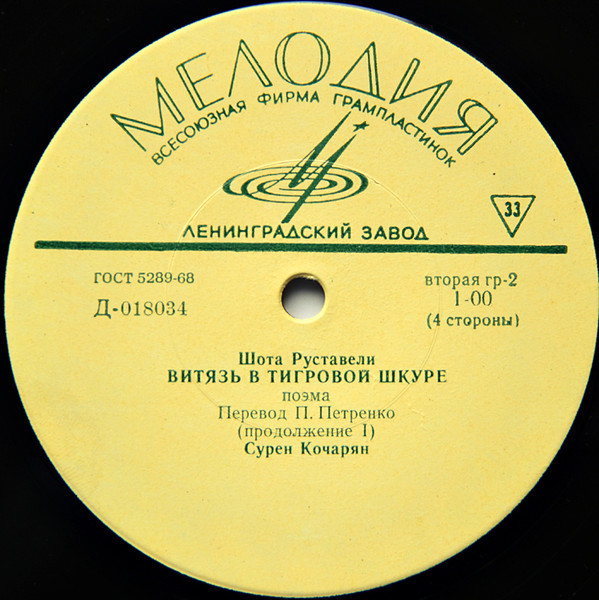 МЕЛОДИЯ
ВСЕСОЮЗНАЯ ФИРМА ГРАМПЛАСТИНОК
ЛЕНИНГРАДСКИЙ ЗАВОД
33
ГОСТ 5289-68
Д-018034
вторая гр-2
1-00
(4 стороны)
Шота Руставели
ВИТЯЗЬ В ТИГРОВОЙ ШКУРЕ
поэма
Перевод П. Петренко
(продолжение I)
Сурен Кочарян